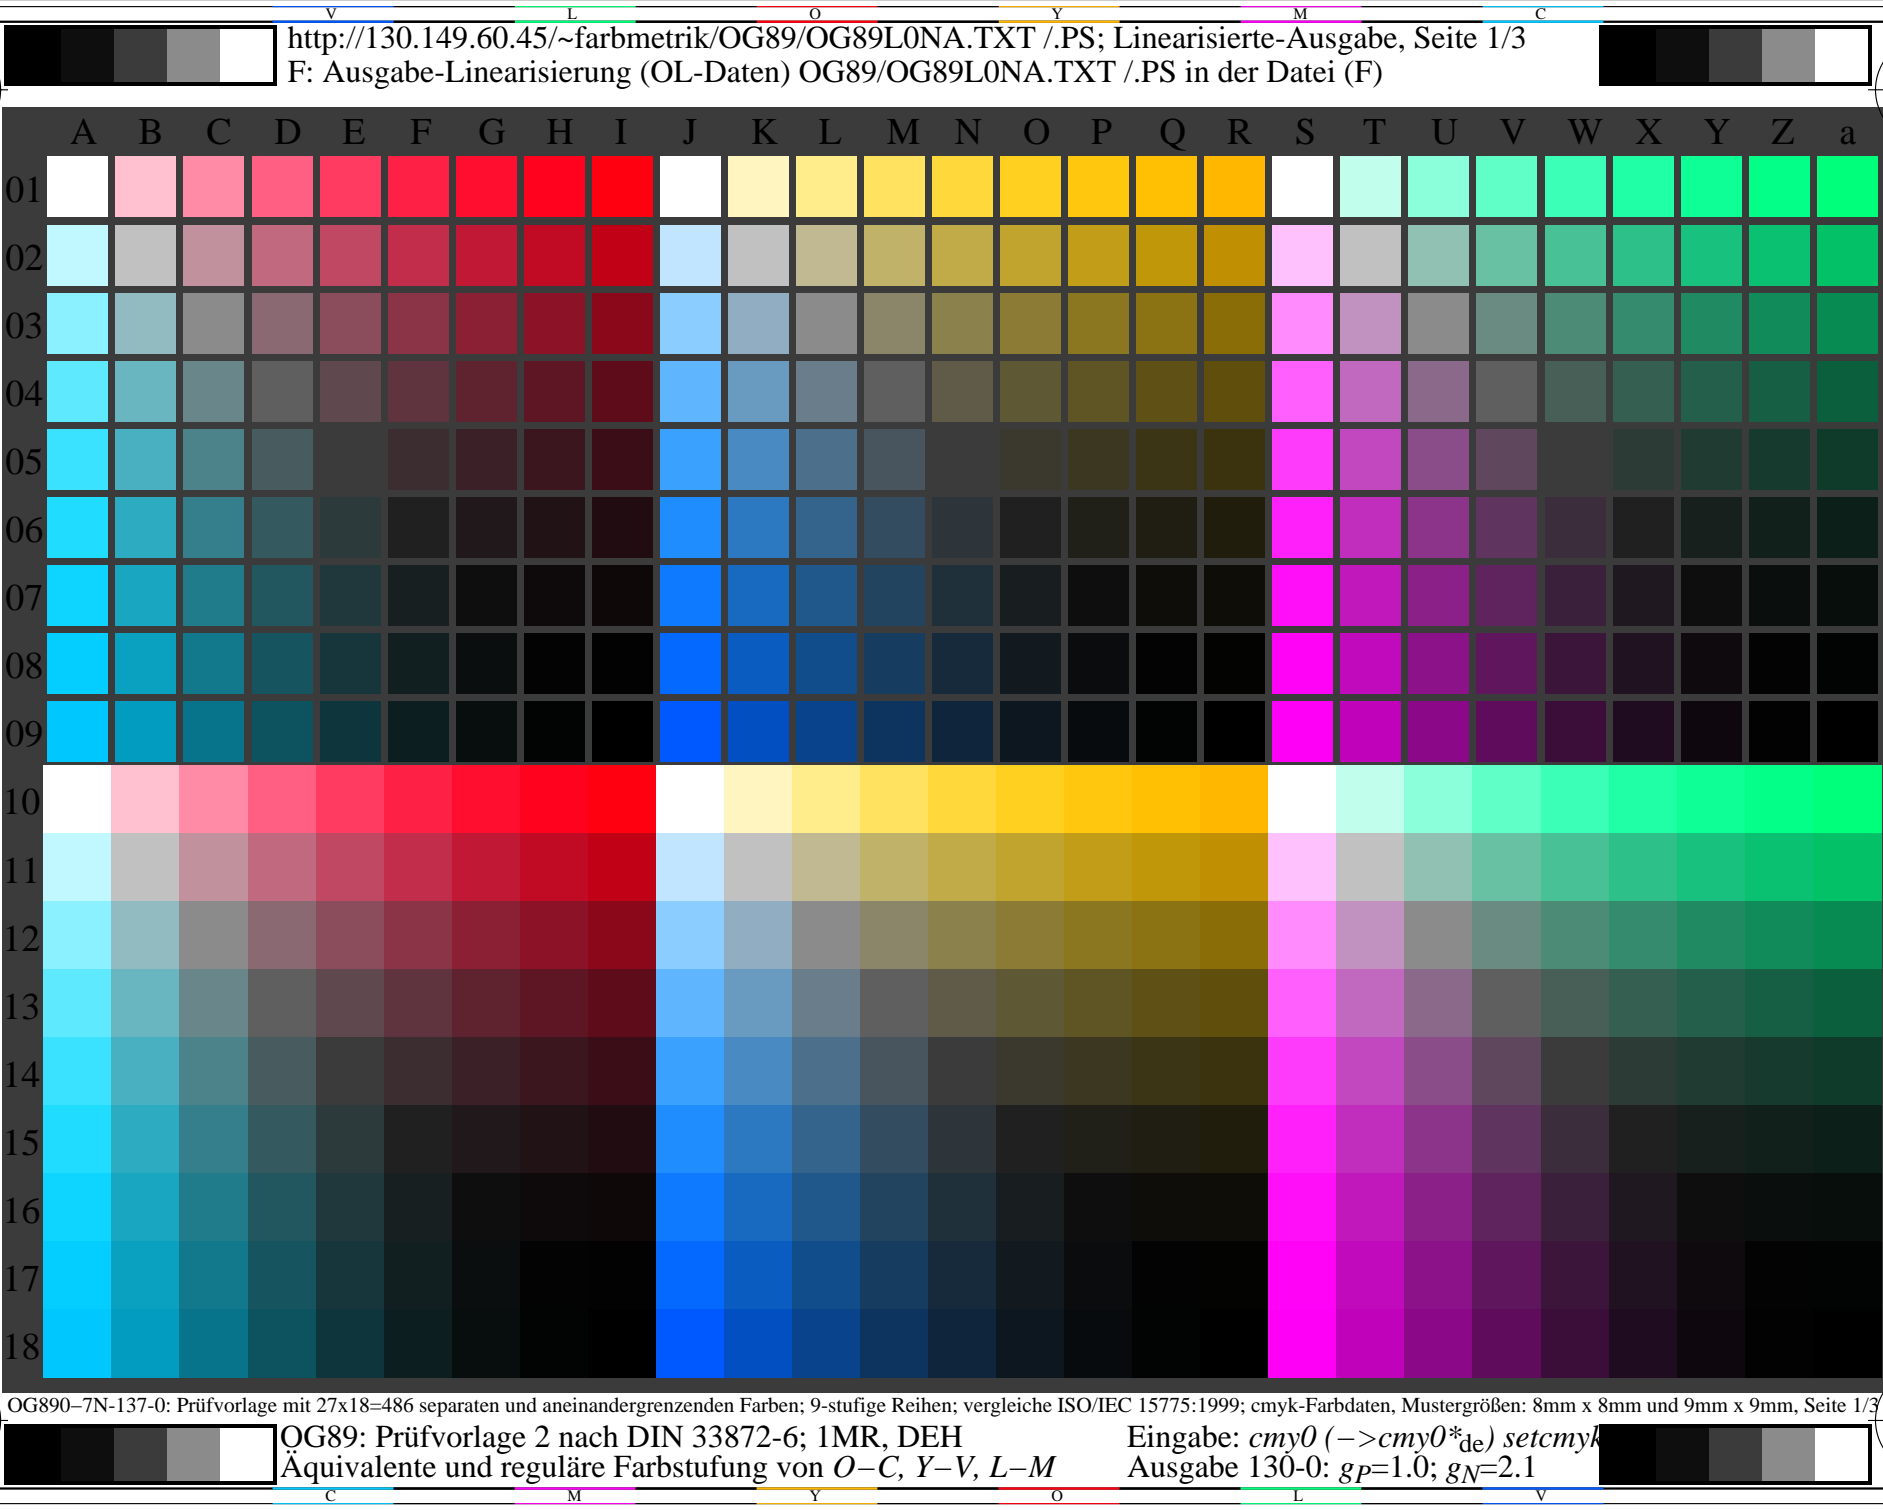 V L O Y M C
http://130.149.60.45/~farbmetrik/OG89/OG89L0NA.TXT /.PS; Linearisierte-Ausgabe, Seite 1/3
F: Ausgabe-Linearisierung (OL-Daten) OG89/OG89L0NA.TXT /.PS in der Datei (F)
A B C D E F G H I J K L M N O P Q R S T U V W X Y Z a
01
02
03
04
05
06
07
08
09
10
11
12
13
14
15
16
17
18
OG890−7N-137-0: Prüfvorlage mit 27x18=486 separaten und aneinandergrenzenden Farben; 9-stufige Reihen; vergleiche ISO/IEC 15775:1999; cmyk-Farbdaten, Mustergrößen: 8mm x 8mm und 9mm x 9mm, Seite 1/3
OG89: Prüfvorlage 2 nach DIN 33872-6; 1MR, DEH
Äquivalente und reguläre Farbstufung von O−C, Y−V, L−M
Eingabe: cmy0 (−>cmy0*de) setcmyk
Ausgabe 130-0: gP=1.0; gN=2.1
C M Y O L V